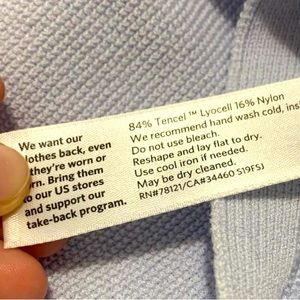 We want our
lothes back, even
they're worn or
rn. Bring them
to our US stores
and support our
take-back program.
84% Tencel™ Lyocell 16% Nylon
We recommend hand wash cold, ins
Do not use bleach.
Reshape and lay flat to dry.
Use cool iron if needed.
May be dry cleaned.
RN#78121/CA#34460 S19FSJ